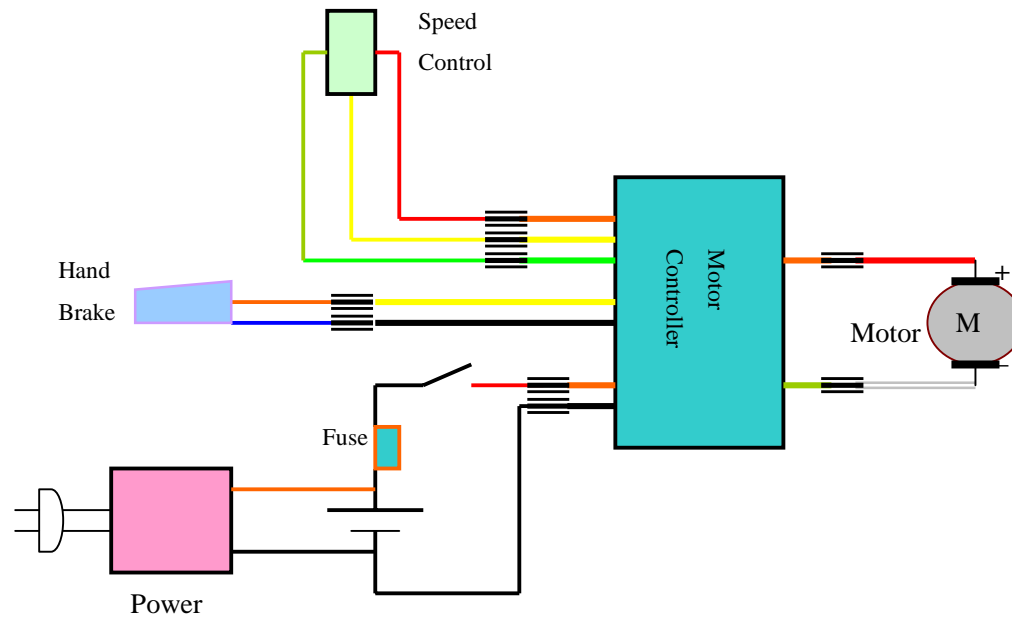 Speed
Control
Hand
Brake
Motor
Controller
+
M
Motor
−
Fuse
Power